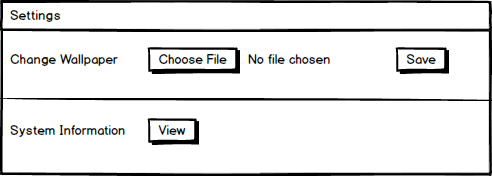 Settings
Change Wallpaper Choose File No file chosen Save
System Information View